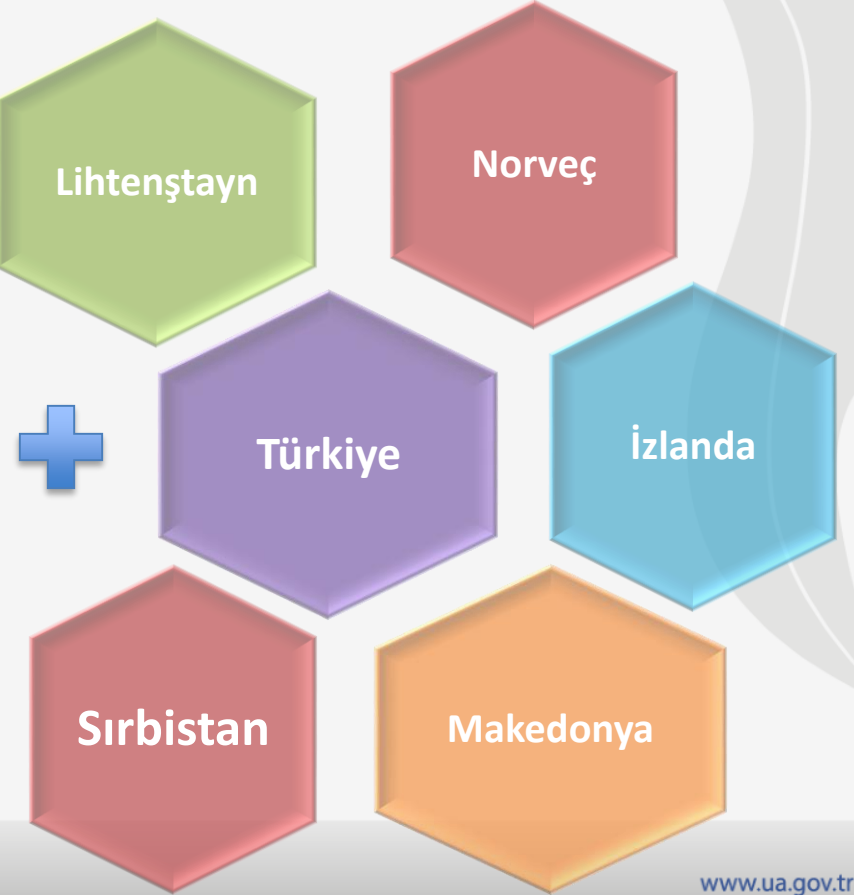 Lihtenştayn
Norveç
Türkiye
İzlanda
Sırbistan
Makedonya
www.ua.gov.tr